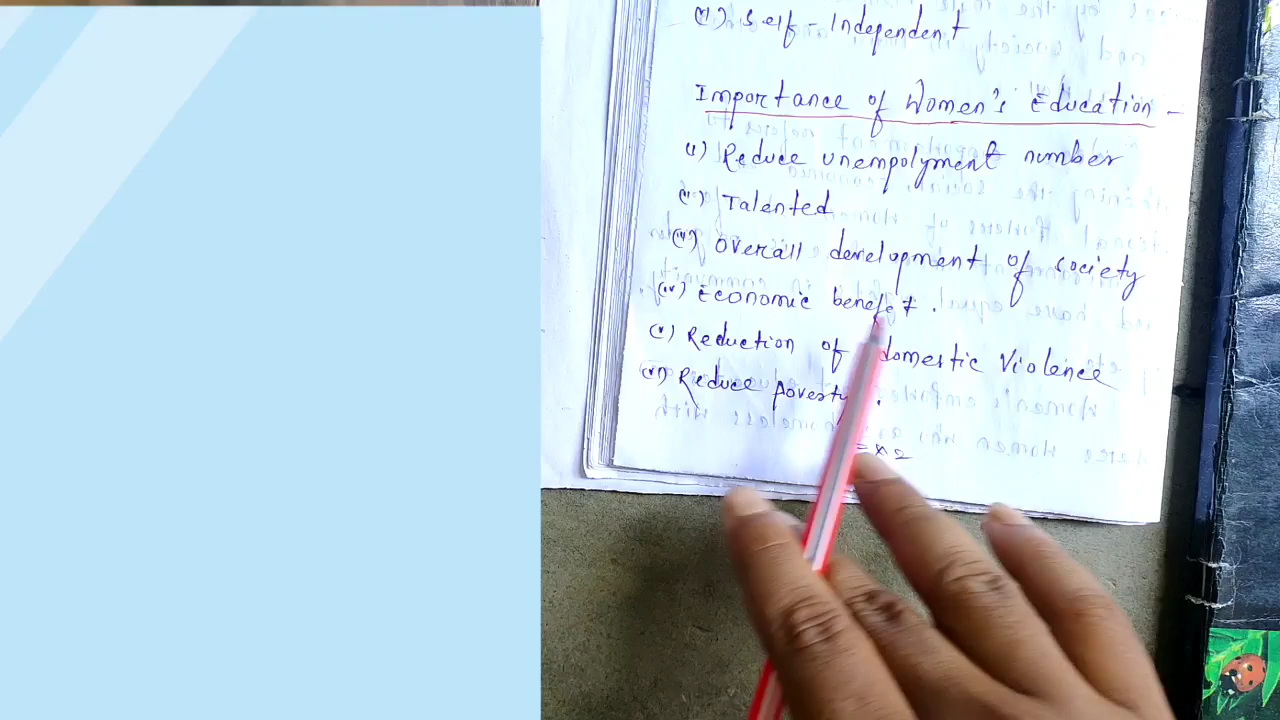 (vi) Self - Independent
Importance of Women's Education -
(i) Reduce unempolyment number
(ii) Talented
(iii) Overall development of society
(iv) Economic benefit.
(v) Reduction of domestic violence
(vi) Reduce poverty.